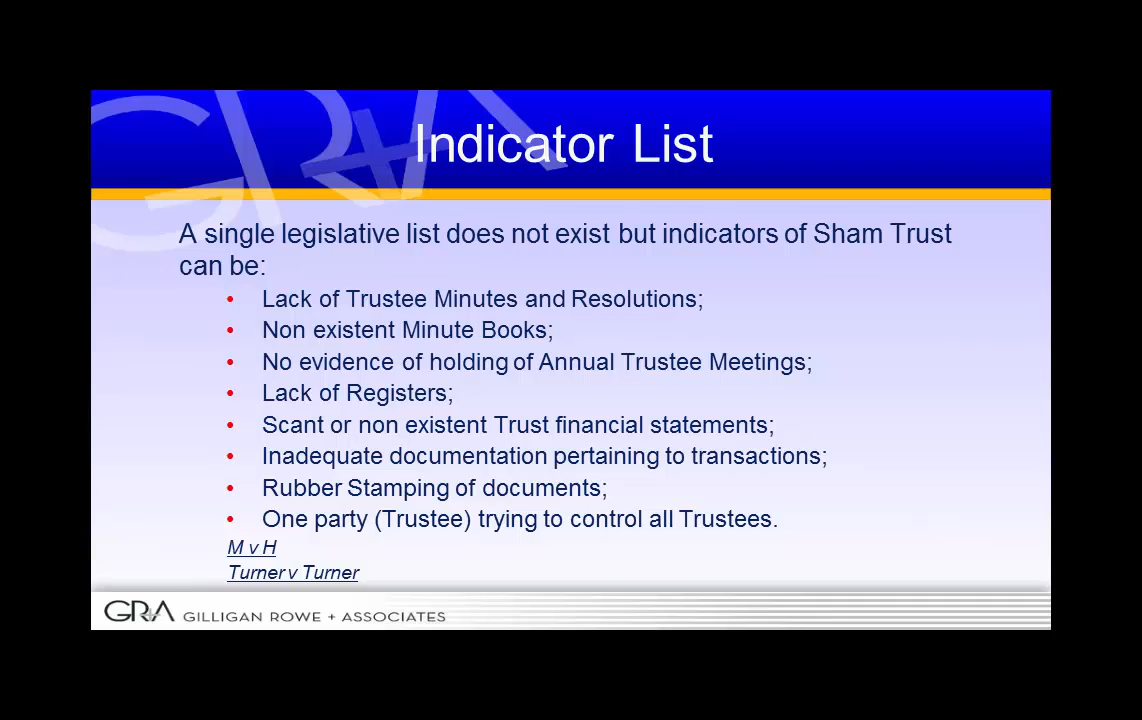 Indicator List
A single legislative list does not exist but indicators of Sham Trust
can be:
• Lack of Trustee Minutes and Resolutions;
• Non existent Minute Books;
• No evidence of holding of Annual Trustee Meetings;
• Lack of Registers;
• Scant or non existent Trust financial statements;
• Inadequate documentation pertaining to transactions;
• Rubber Stamping of documents;
• One party (Trustee) trying to control all Trustees.
M v H
Turner v Turner
GRA GILLIGAN ROWE + ASSOCIATES